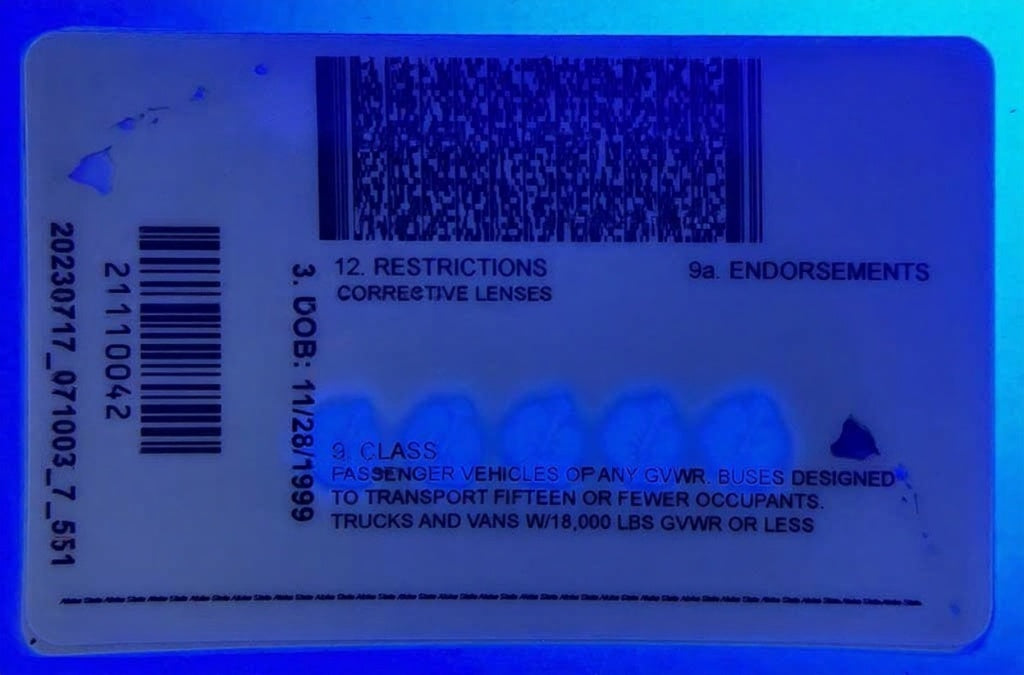 12. RESTRICTIONS
CORRECTIVE LENSES
9a. ENDORSEMENTS
3. DOB: 11/28/1999
2110042
20230717_071003_7_551
9. CLASS
PASSENGER VEHICLES OF ANY GVWR. BUSES DESIGNED
TO TRANSPORT FIFTEEN OR FEWER OCCUPANTS.
TRUCKS AND VANS W/18,000 LBS GVWR OR LESS